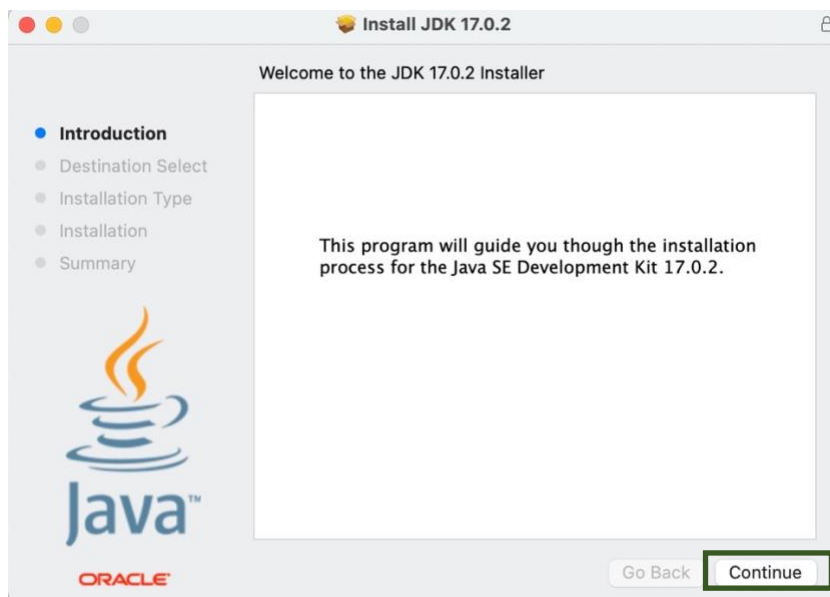 Install JDK 17.0.2
Welcome to the JDK 17.0.2 Installer
Introduction
Destination Select
Installation Type
Installation
Summary
This program will guide you though the installation
process for the Java SE Development Kit 17.0.2.
Java™
ORACLE®
Go Back
Continue